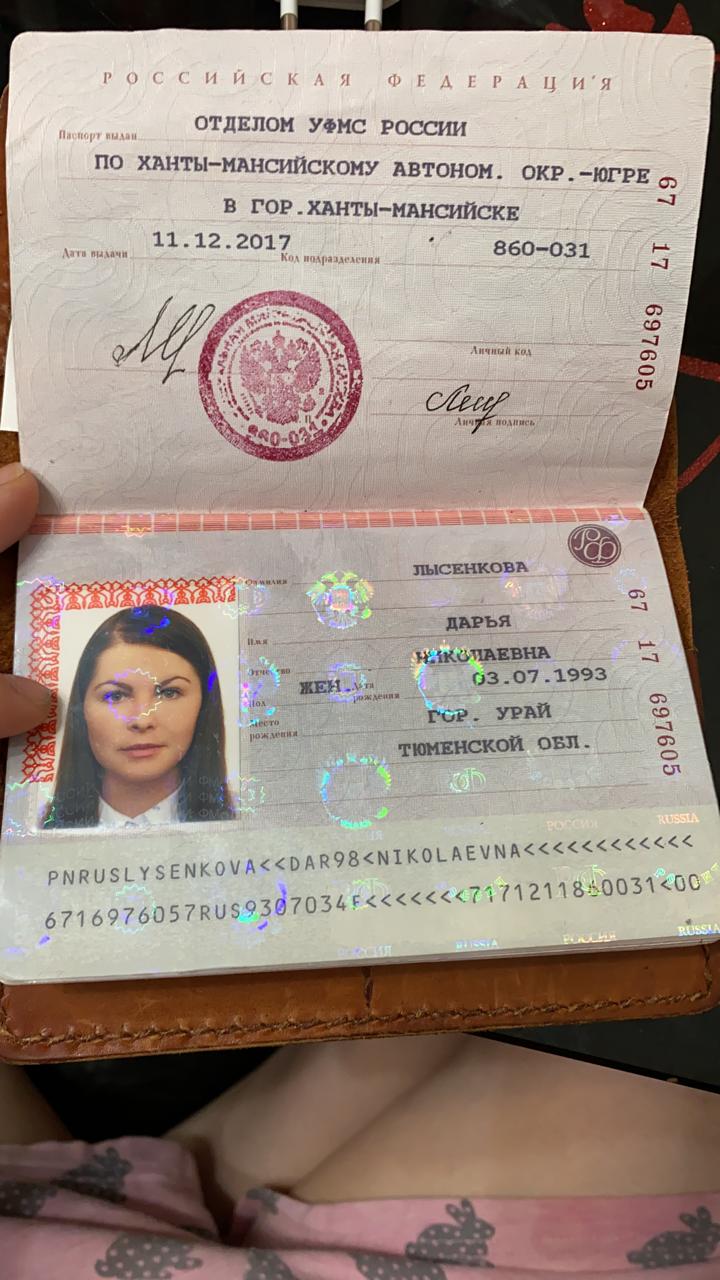 РОССИЙСКАЯ ФЕДЕРАЦИЯ
Паспорт выдан ОТДЕЛОМ УФМС РОССИИ
ПО ХАНТЫ-МАНСИЙСКОМУ АВТОНОМ. ОКР.-ЮГРЕ
В ГОР.ХАНТЫ-МАНСИЙСКЕ
Дата выдачи 11.12.2017 Код подразделения 860-031
67 17 697605
Личный код
Личная подпись
860-031
Фамилия ЛЫСЕНКОВА
Имя ДАРЬЯ
Отчество НИКОЛАЕВНА
Пол ЖЕН. Дата рождения 03.07.1993
Место рождения ГОР. УРАЙ
ТЮМЕНСКОЙ ОБЛ.
67 17 697605
РОССИЯ RUSSIA
PNRUSLYSENKOVA<<DAR98<NIKOLAEVNA<<<<<<<<<<<<
6716976057RUS9307034F<<<<<<<7171211860031<00
РОССИЯ RUSSIA РОССИЯ RUSSIA